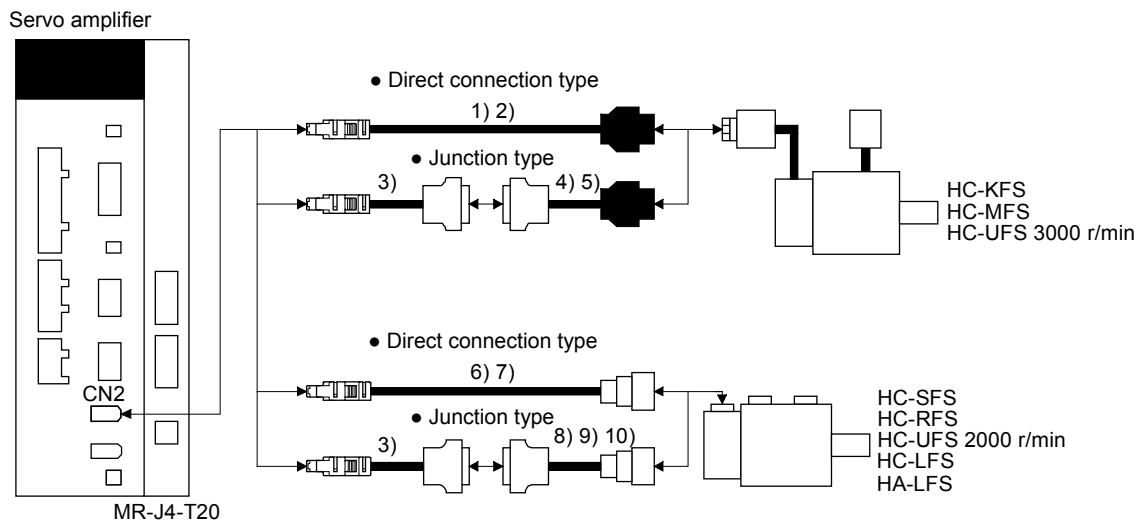 Servo amplifier
● Direct connection type
1) 2)
● Junction type
3)
4) 5)
HC-KFS
HC-MFS
HC-UFS 3000 r/min
● Direct connection type
6) 7)
CN2
● Junction type
3)
8) 9) 10)
HC-SFS
HC-RFS
HC-UFS 2000 r/min
HC-LFS
HA-LFS
MR-J4-T20